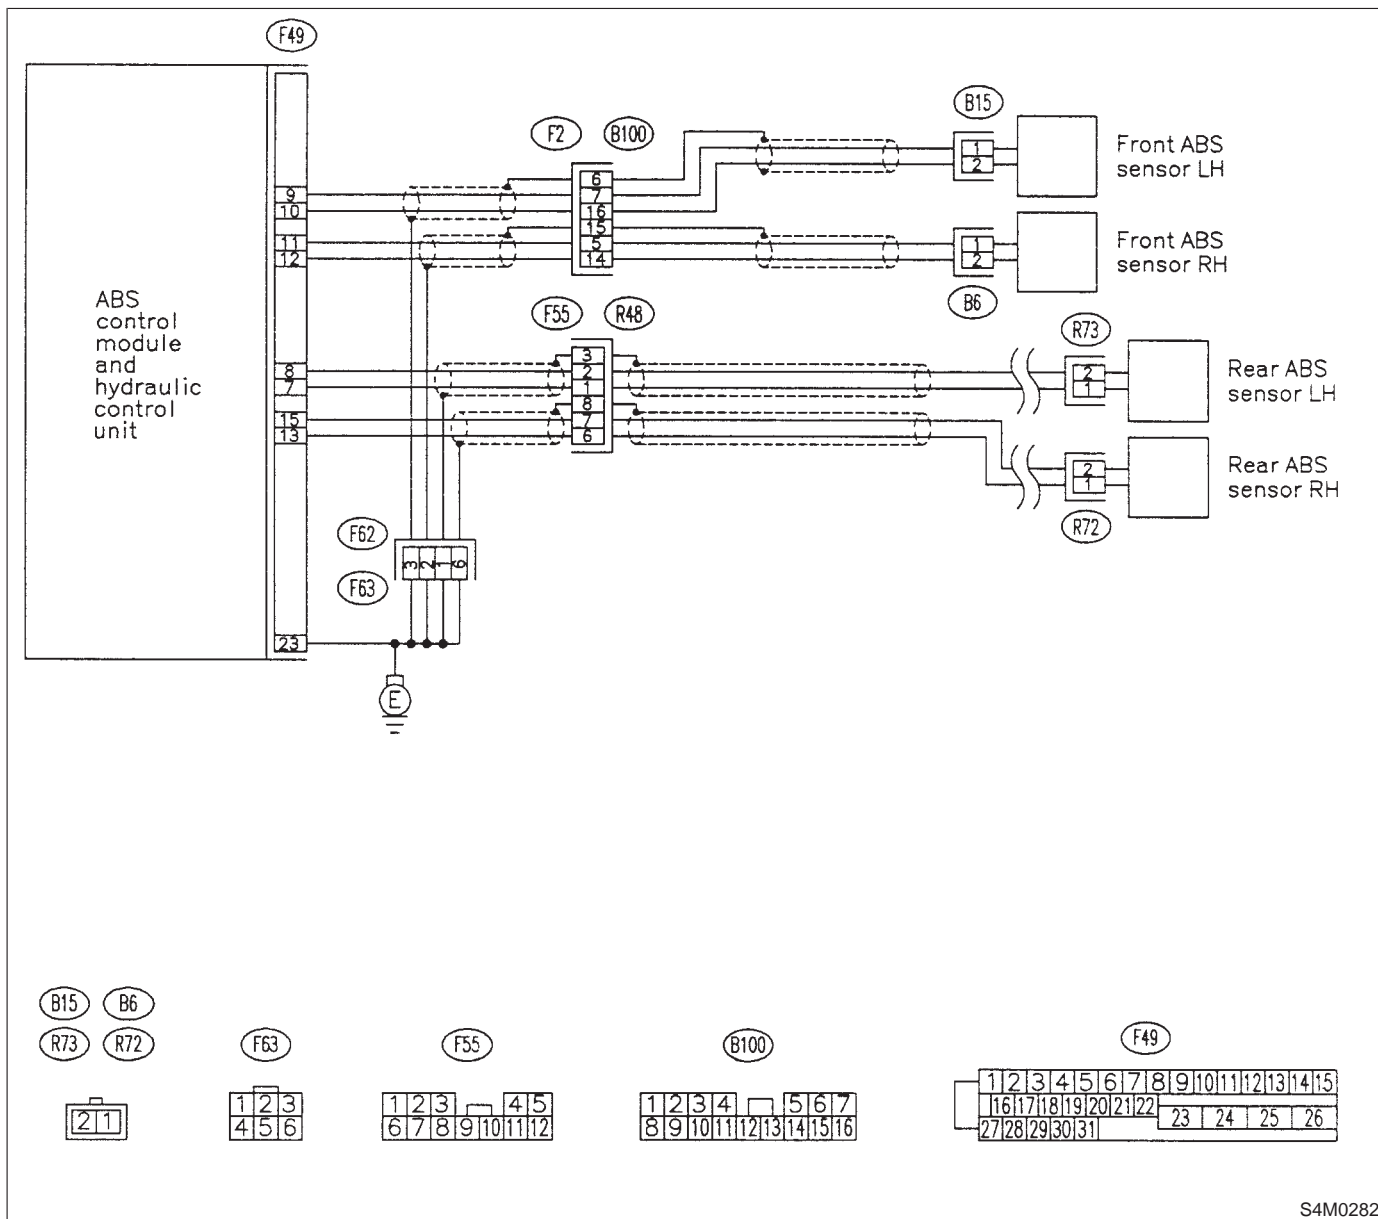 F49
B15
F2 B100
1
2
Front ABS
sensor LH
6
7
16
15
5
14
9
10
11
12
1
2
Front ABS
sensor RH
B6
F55 R48
R73
ABS
control
module
and
hydraulic
control
unit
8
7
15
13
3
2
1
8
7
6
2
1
Rear ABS
sensor LH
2
1
Rear ABS
sensor RH
R72
F62
3 2 1 6
F63
23
E
B15 B6
R73 R72
2 1
F63
1 2 3
4 5 6
F55
1 2 3 4 5
6 7 8 9 10 11 12
B100
1 2 3 4 5 6 7
8 9 10 11 12 13 14 15 16
F49
1 2 3 4 5 6 7 8 9 10 11 12 13 14 15
16 17 18 19 20 21 22 23 24 25 26
27 28 29 30 31
S4M0282